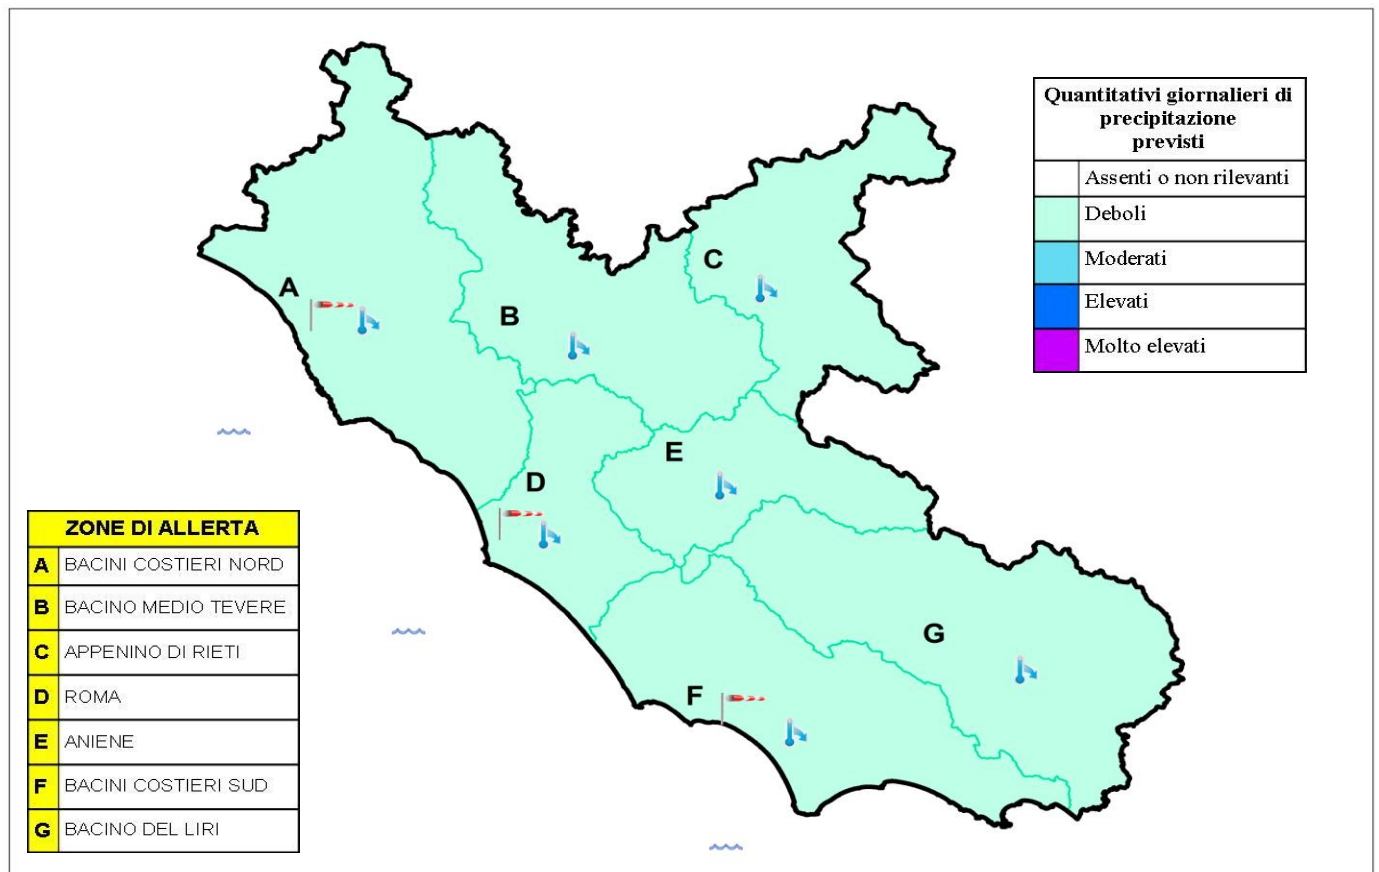 Quantitativi giornalieri di
precipitazione
previsti
Assenti o non rilevanti
Deboli
Moderati
Elevati
Molto elevati
A
B
C
D
E
F
G
ZONE DI ALLERTA
A BACINI COSTIERI NORD
B BACINO MEDIO TEVERE
C APPENINO DI RIETI
D ROMA
E ANIENE
F BACINI COSTIERI SUD
G BACINO DEL LIRI